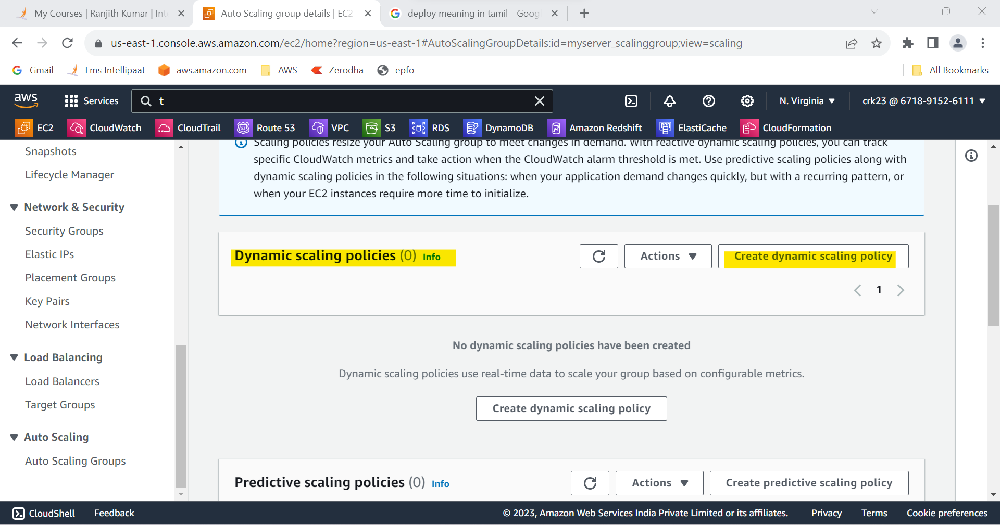 My Courses | Ranjith Kumar | Int
Auto Scaling group details | EC2
deploy meaning in tamil - Googl
us-east-1.console.aws.amazon.com/ec2/home?region=us-east-1#AutoScalingGroupDetails:id=myserver_scalinggroup;view=scaling
Gmail
Lms Intellipaat
aws.amazon.com
AWS
Zerodha
epfo
All Bookmarks
aws
Services
t
N. Virginia
crk23 @ 6718-9152-6111
EC2
CloudWatch
CloudTrail
53
Route 53
VPC
S3
RDS
DynamoDB
Amazon Redshift
ElastiCache
CloudFormation
Snapshots
Lifecycle Manager
Network & Security
Security Groups
Elastic IPs
Placement Groups
Key Pairs
Network Interfaces
Load Balancing
Load Balancers
Target Groups
Auto Scaling
Auto Scaling Groups
Scaling policies resize your Auto Scaling group to meet changes in demand. With reactive dynamic scaling policies, you can track
specific CloudWatch metrics and take action when the CloudWatch alarm threshold is met. Use predictive scaling policies along with
dynamic scaling policies in the following situations: when your application demand changes quickly, but with a recurring pattern, or
when your EC2 instances require more time to initialize.
Dynamic scaling policies (0) Info
Actions
Create dynamic scaling policy
1
No dynamic scaling policies have been created
Dynamic scaling policies use real-time data to scale your group based on configurable metrics.
Create dynamic scaling policy
Predictive scaling policies (0) Info
Actions
Create predictive scaling policy
CloudShell
Feedback
© 2023, Amazon Web Services India Private Limited or its affiliates.
Privacy
Terms
Cookie preferences